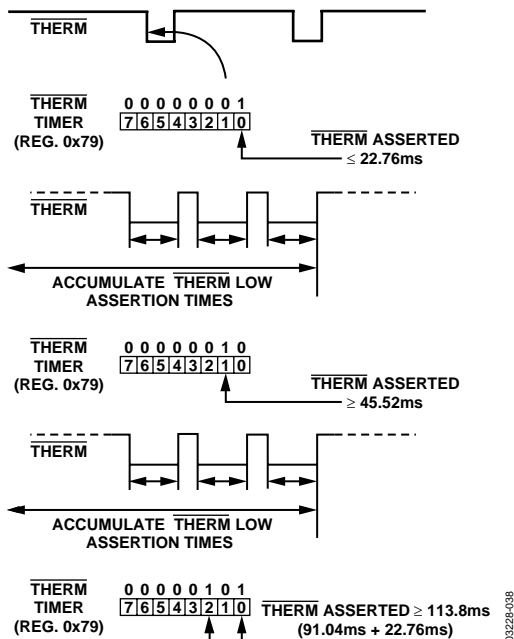 THERM
THERM
TIMER
(REG. 0x79)
0 0 0 0 0 0 0 1
7 6 5 4 3 2 1 0
THERM ASSERTED
≤ 22.76ms
THERM
ACCUMULATE THERM LOW
ASSERTION TIMES
THERM
TIMER
(REG. 0x79)
0 0 0 0 0 0 1 0
7 6 5 4 3 2 1 0
THERM ASSERTED
≥ 45.52ms
THERM
ACCUMULATE THERM LOW
ASSERTION TIMES
THERM
TIMER
(REG. 0x79)
0 0 0 0 0 1 0 1
7 6 5 4 3 2 1 0
THERM ASSERTED ≥ 113.8ms
(91.04ms + 22.76ms)